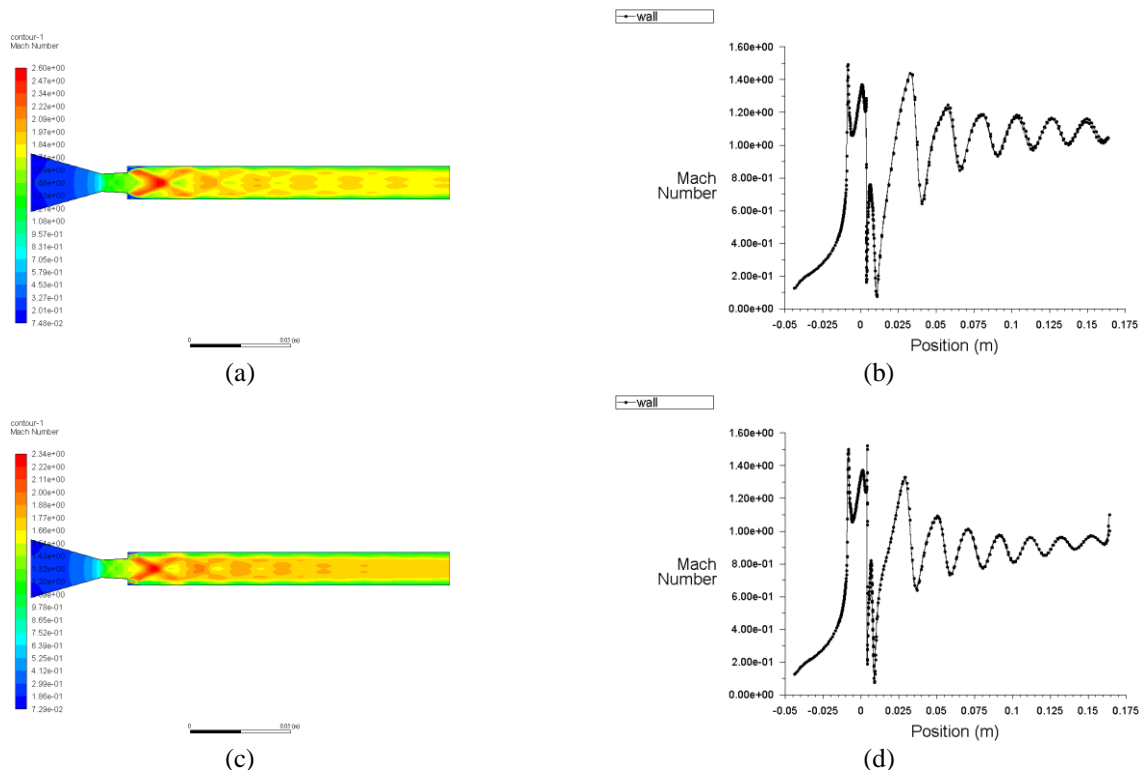 contour-1
Mach Number
2.60e+00
2.47e+00
2.34e+00
2.22e+00
2.09e+00
1.97e+00
1.84e+00
1.08e+00
9.57e-01
8.31e-01
7.05e-01
5.79e-01
4.53e-01
3.27e-01
2.01e-01
7.48e-02
0 0.03 (m)
(a)
wall
1.60e+00
1.40e+00
1.20e+00
1.00e+00
8.00e-01
6.00e-01
4.00e-01
2.00e-01
0.00e+00
Mach
Number
-0.05 -0.025 0 0.025 0.05 0.075 0.1 0.125 0.15 0.175
Position (m)
(b)
contour-1
Mach Number
2.34e+00
2.22e+00
2.11e+00
2.00e+00
1.88e+00
1.77e+00
1.66e+00
9.78e-01
8.65e-01
7.52e-01
6.39e-01
5.25e-01
4.12e-01
2.99e-01
1.86e-01
7.29e-02
0 0.03 (m)
(c)
wall
1.60e+00
1.40e+00
1.20e+00
1.00e+00
8.00e-01
6.00e-01
4.00e-01
2.00e-01
0.00e+00
Mach
Number
-0.05 -0.025 0 0.025 0.05 0.075 0.1 0.125 0.15 0.175
Position (m)
(d)